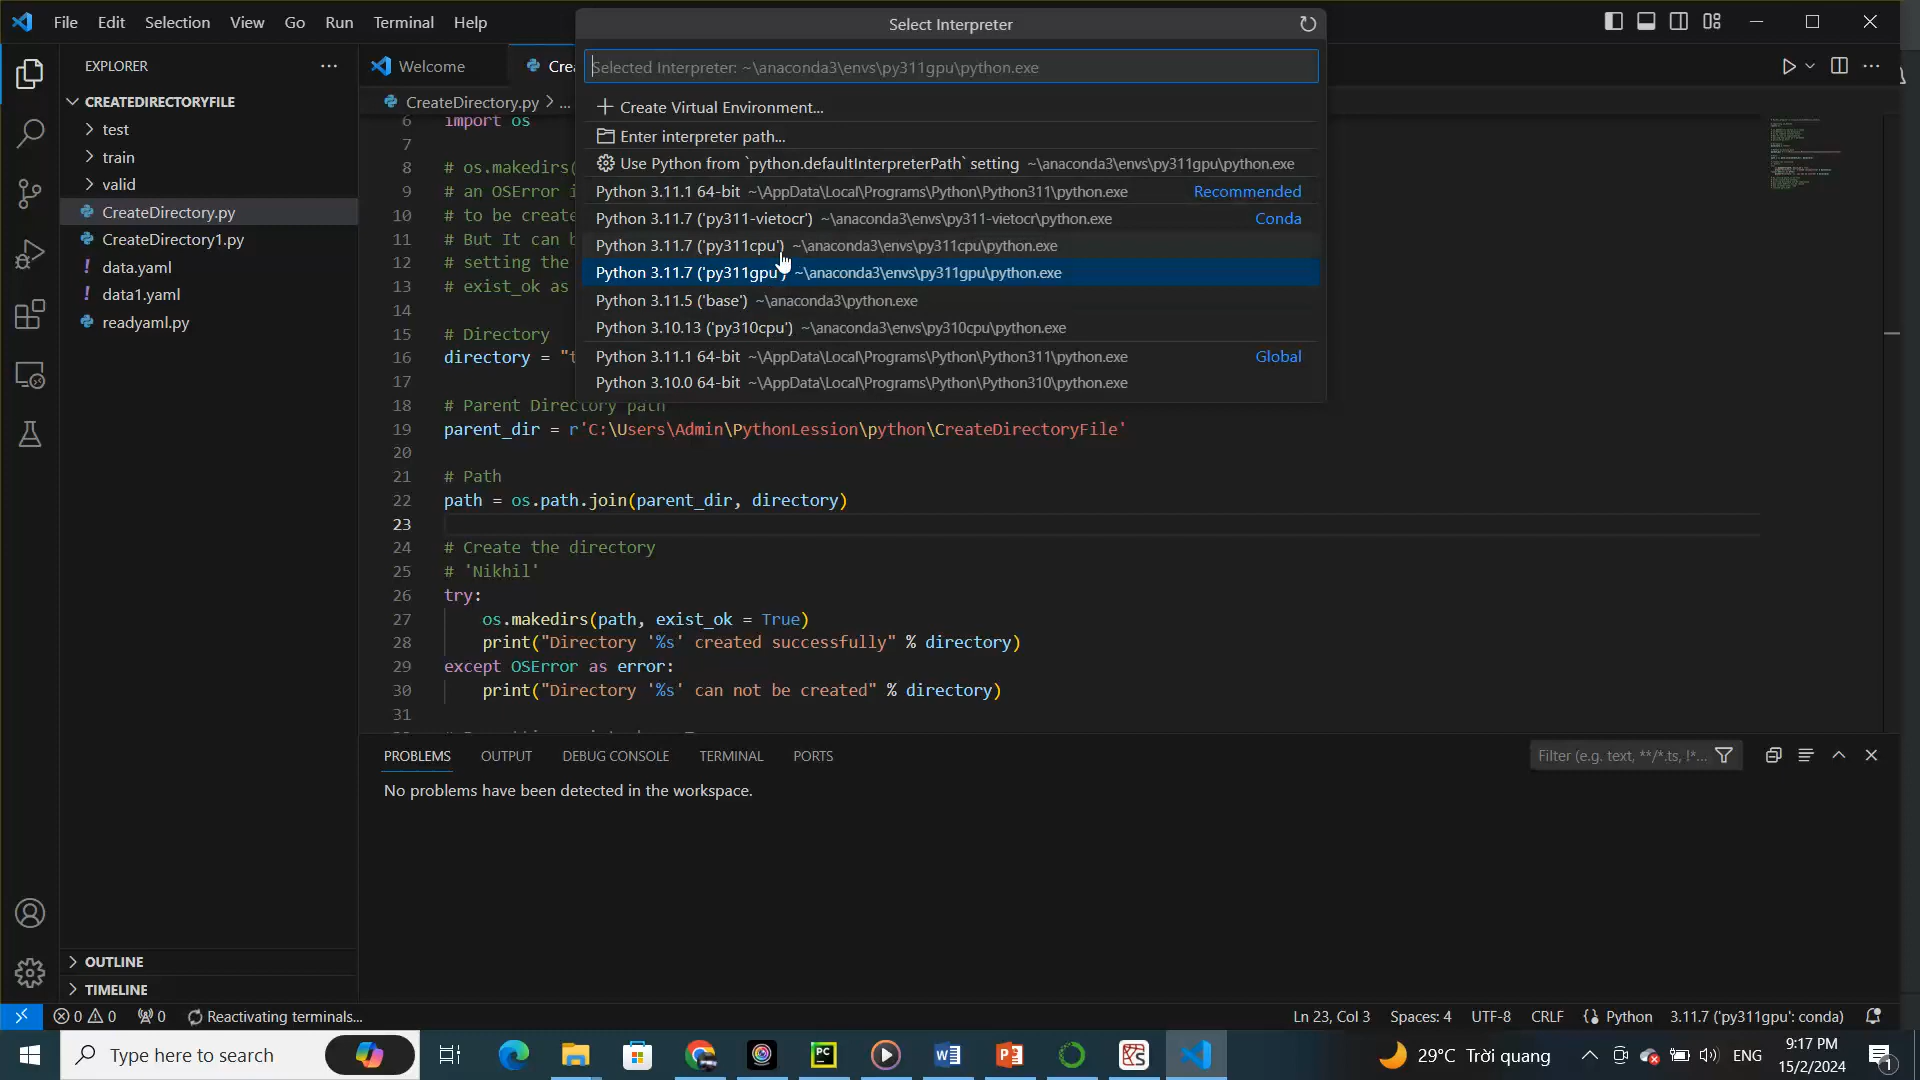 File Edit Selection View Go Run Terminal Help
Select Interpreter
Selected Interpreter: ~\anaconda3\envs\py311gpu\python.exe
Create Virtual Environment...
Enter interpreter path...
Use Python from `python.defaultInterpreterPath` setting ~\anaconda3\envs\py311gpu\python.exe
Python 3.11.1 64-bit ~\AppData\Local\Programs\Python\Python311\python.exe Recommended
Python 3.11.7 ('py311-vietocr') ~\anaconda3\envs\py311-vietocr\python.exe Conda
Python 3.11.7 ('py311cpu') ~\anaconda3\envs\py311cpu\python.exe
Python 3.11.7 ('py311gpu') ~\anaconda3\envs\py311gpu\python.exe
Python 3.11.5 ('base') ~\anaconda3\python.exe
Python 3.10.13 ('py310cpu') ~\anaconda3\envs\py310cpu\python.exe
Python 3.11.1 64-bit ~\AppData\Local\Programs\Python\Python311\python.exe Global
Python 3.10.0 64-bit ~\AppData\Local\Programs\Python\Python310\python.exe
EXPLORER
CREATEDIRECTORYFILE
test
train
valid
CreateDirectory.py
CreateDirectory1.py
data.yaml
data1.yaml
readyaml.py
OUTLINE
TIMELINE
Welcome Crea
CreateDirectory.py > ...
6 import os
7
8 # os.makedirs(
9 # an OSError i
10 # to be create
11 # But It can b
12 # setting the
13 # exist_ok as
14
15 # Directory
16 directory = "t
17
18 # Parent Directory path
19 parent_dir = r'C:\Users\Admin\PythonLession\python\CreateDirectoryFile'
20
21 # Path
22 path = os.path.join(parent_dir, directory)
23
24 # Create the directory
25 # 'Nikhil'
26 try:
27 os.makedirs(path, exist_ok = True)
28 print("Directory '%s' created successfully" % directory)
29 except OSError as error:
30 print("Directory '%s' can not be created" % directory)
31
PROBLEMS OUTPUT DEBUG CONSOLE TERMINAL PORTS
Filter (e.g. text, **/*.ts, !*...
No problems have been detected in the workspace.
0 0 0 Reactivating terminals...
Ln 23, Col 3 Spaces: 4 UTF-8 CRLF Python 3.11.7 ('py311gpu': conda)
Type here to search
29°C Trời quang ENG
9:17 PM
15/2/2024
1